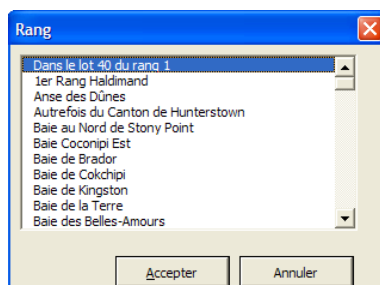 Rang
Dans le lot 40 du rang 1
1er Rang Haldimand
Anse des Dûnes
Autrefois du Canton de Hunterstown
Baie au Nord de Stony Point
Baie Coconipi Est
Baie de Brador
Baie de Cokchipi
Baie de Kingston
Baie de la Terre
Baie des Belles-Amours
Accepter
Annuler